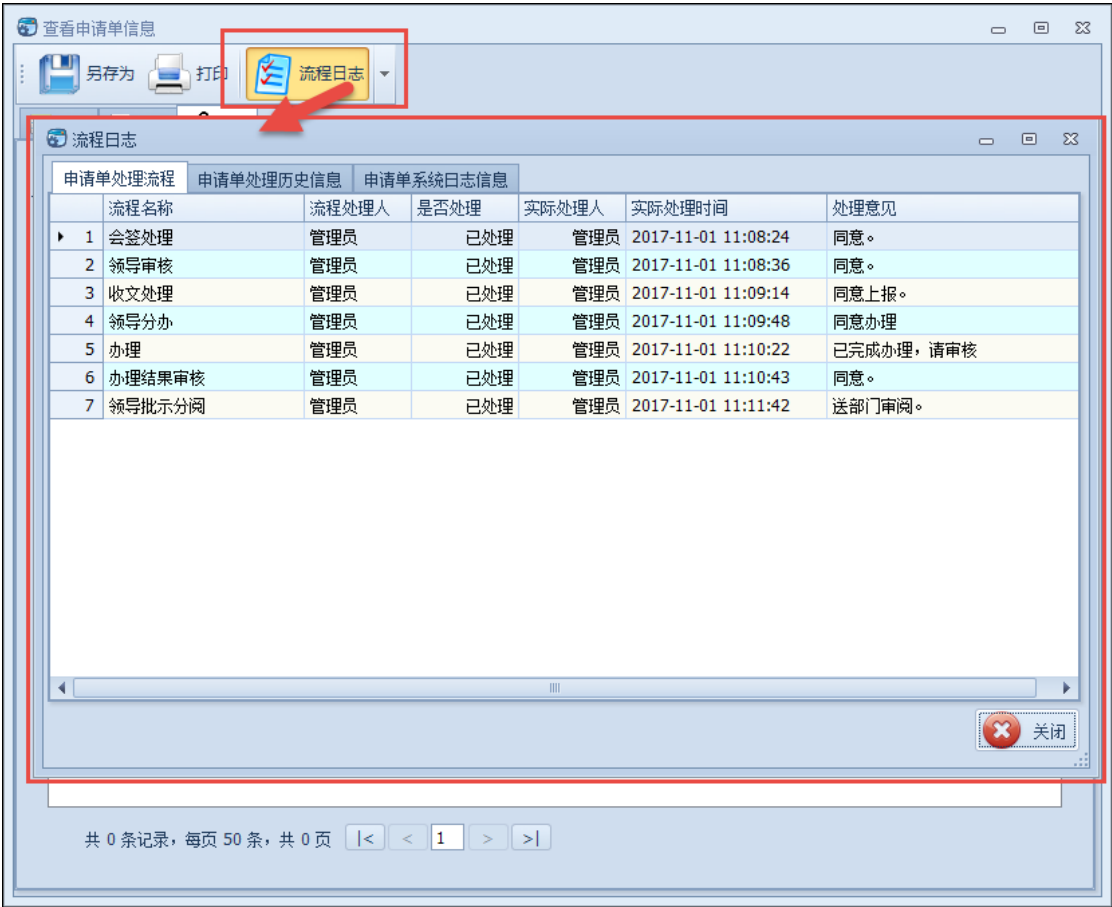 查看申请单信息
另存为 打印 流程日志
流程日志
申请单处理流程 申请单处理历史信息 申请单系统日志信息
流程名称 流程处理人 是否处理 实际处理人 实际处理时间 处理意见
1 会签处理 管理员 已处理 管理员 2017-11-01 11:08:24 同意。
2 领导审核 管理员 已处理 管理员 2017-11-01 11:08:36 同意。
3 收文处理 管理员 已处理 管理员 2017-11-01 11:09:14 同意上报。
4 领导分办 管理员 已处理 管理员 2017-11-01 11:09:48 同意办理
5 办理 管理员 已处理 管理员 2017-11-01 11:10:22 已完成办理，请审核
6 办理结果审核 管理员 已处理 管理员 2017-11-01 11:10:43 同意。
7 领导批示分阅 管理员 已处理 管理员 2017-11-01 11:11:42 送部门审阅。
关闭
共 0 条记录，每页 50 条，共 0 页 |< < 1 > >|